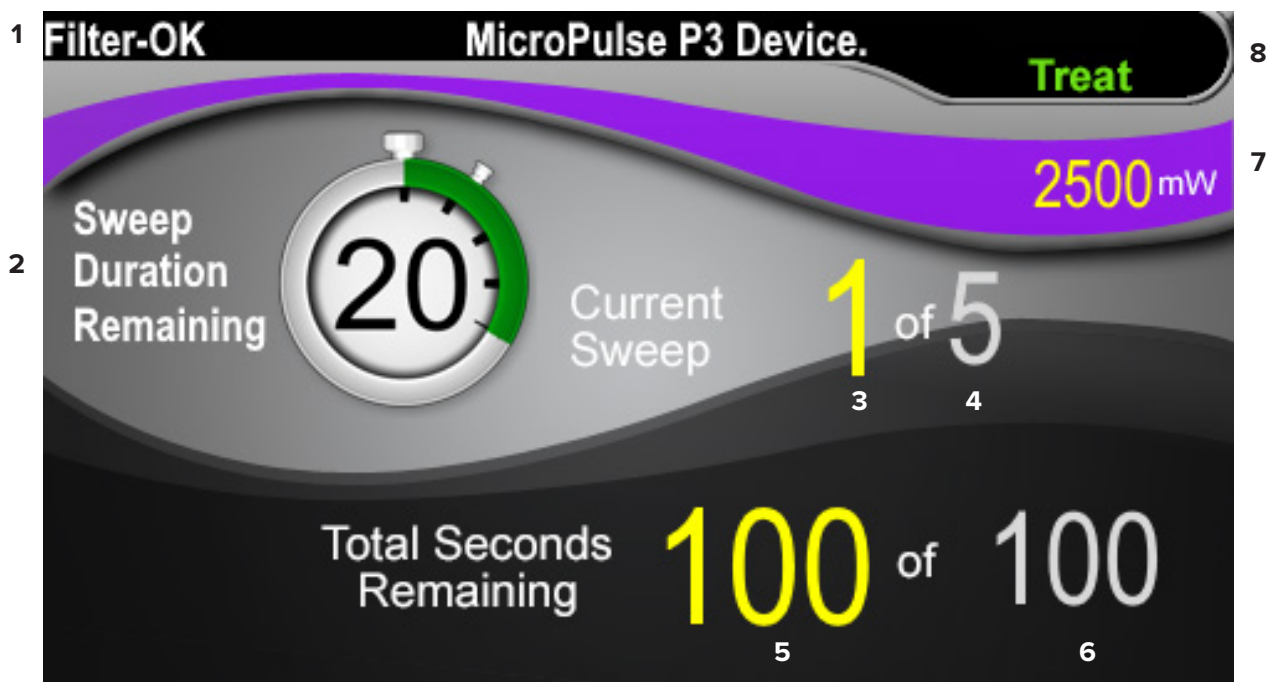 1
Filter-OK
MicroPulse P3 Device.
8
Treat
7
2500 mW
2
Sweep
Duration
Remaining
20
Current
Sweep
1 of 5
3
4
Total Seconds
Remaining
100 of 100
5
6